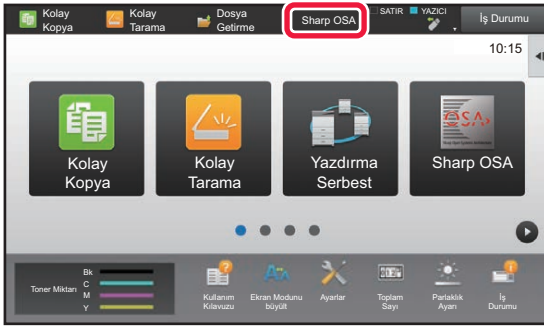 Kolay Kopya
Kolay Tarama
Dosya Getirme
Sharp OSA
SATIR
YAZICI
İş Durumu
10:15
Kolay Kopya
Kolay Tarama
Yazdırma Serbest
OSA
Sharp OSA
Toner Miktarı
Bk
C
M
Y
Kullanım Kılavuzu
Ekran Modunu büyült
Ayarlar
Toplam Sayı
Parlaklık Ayarı
İş Durumu